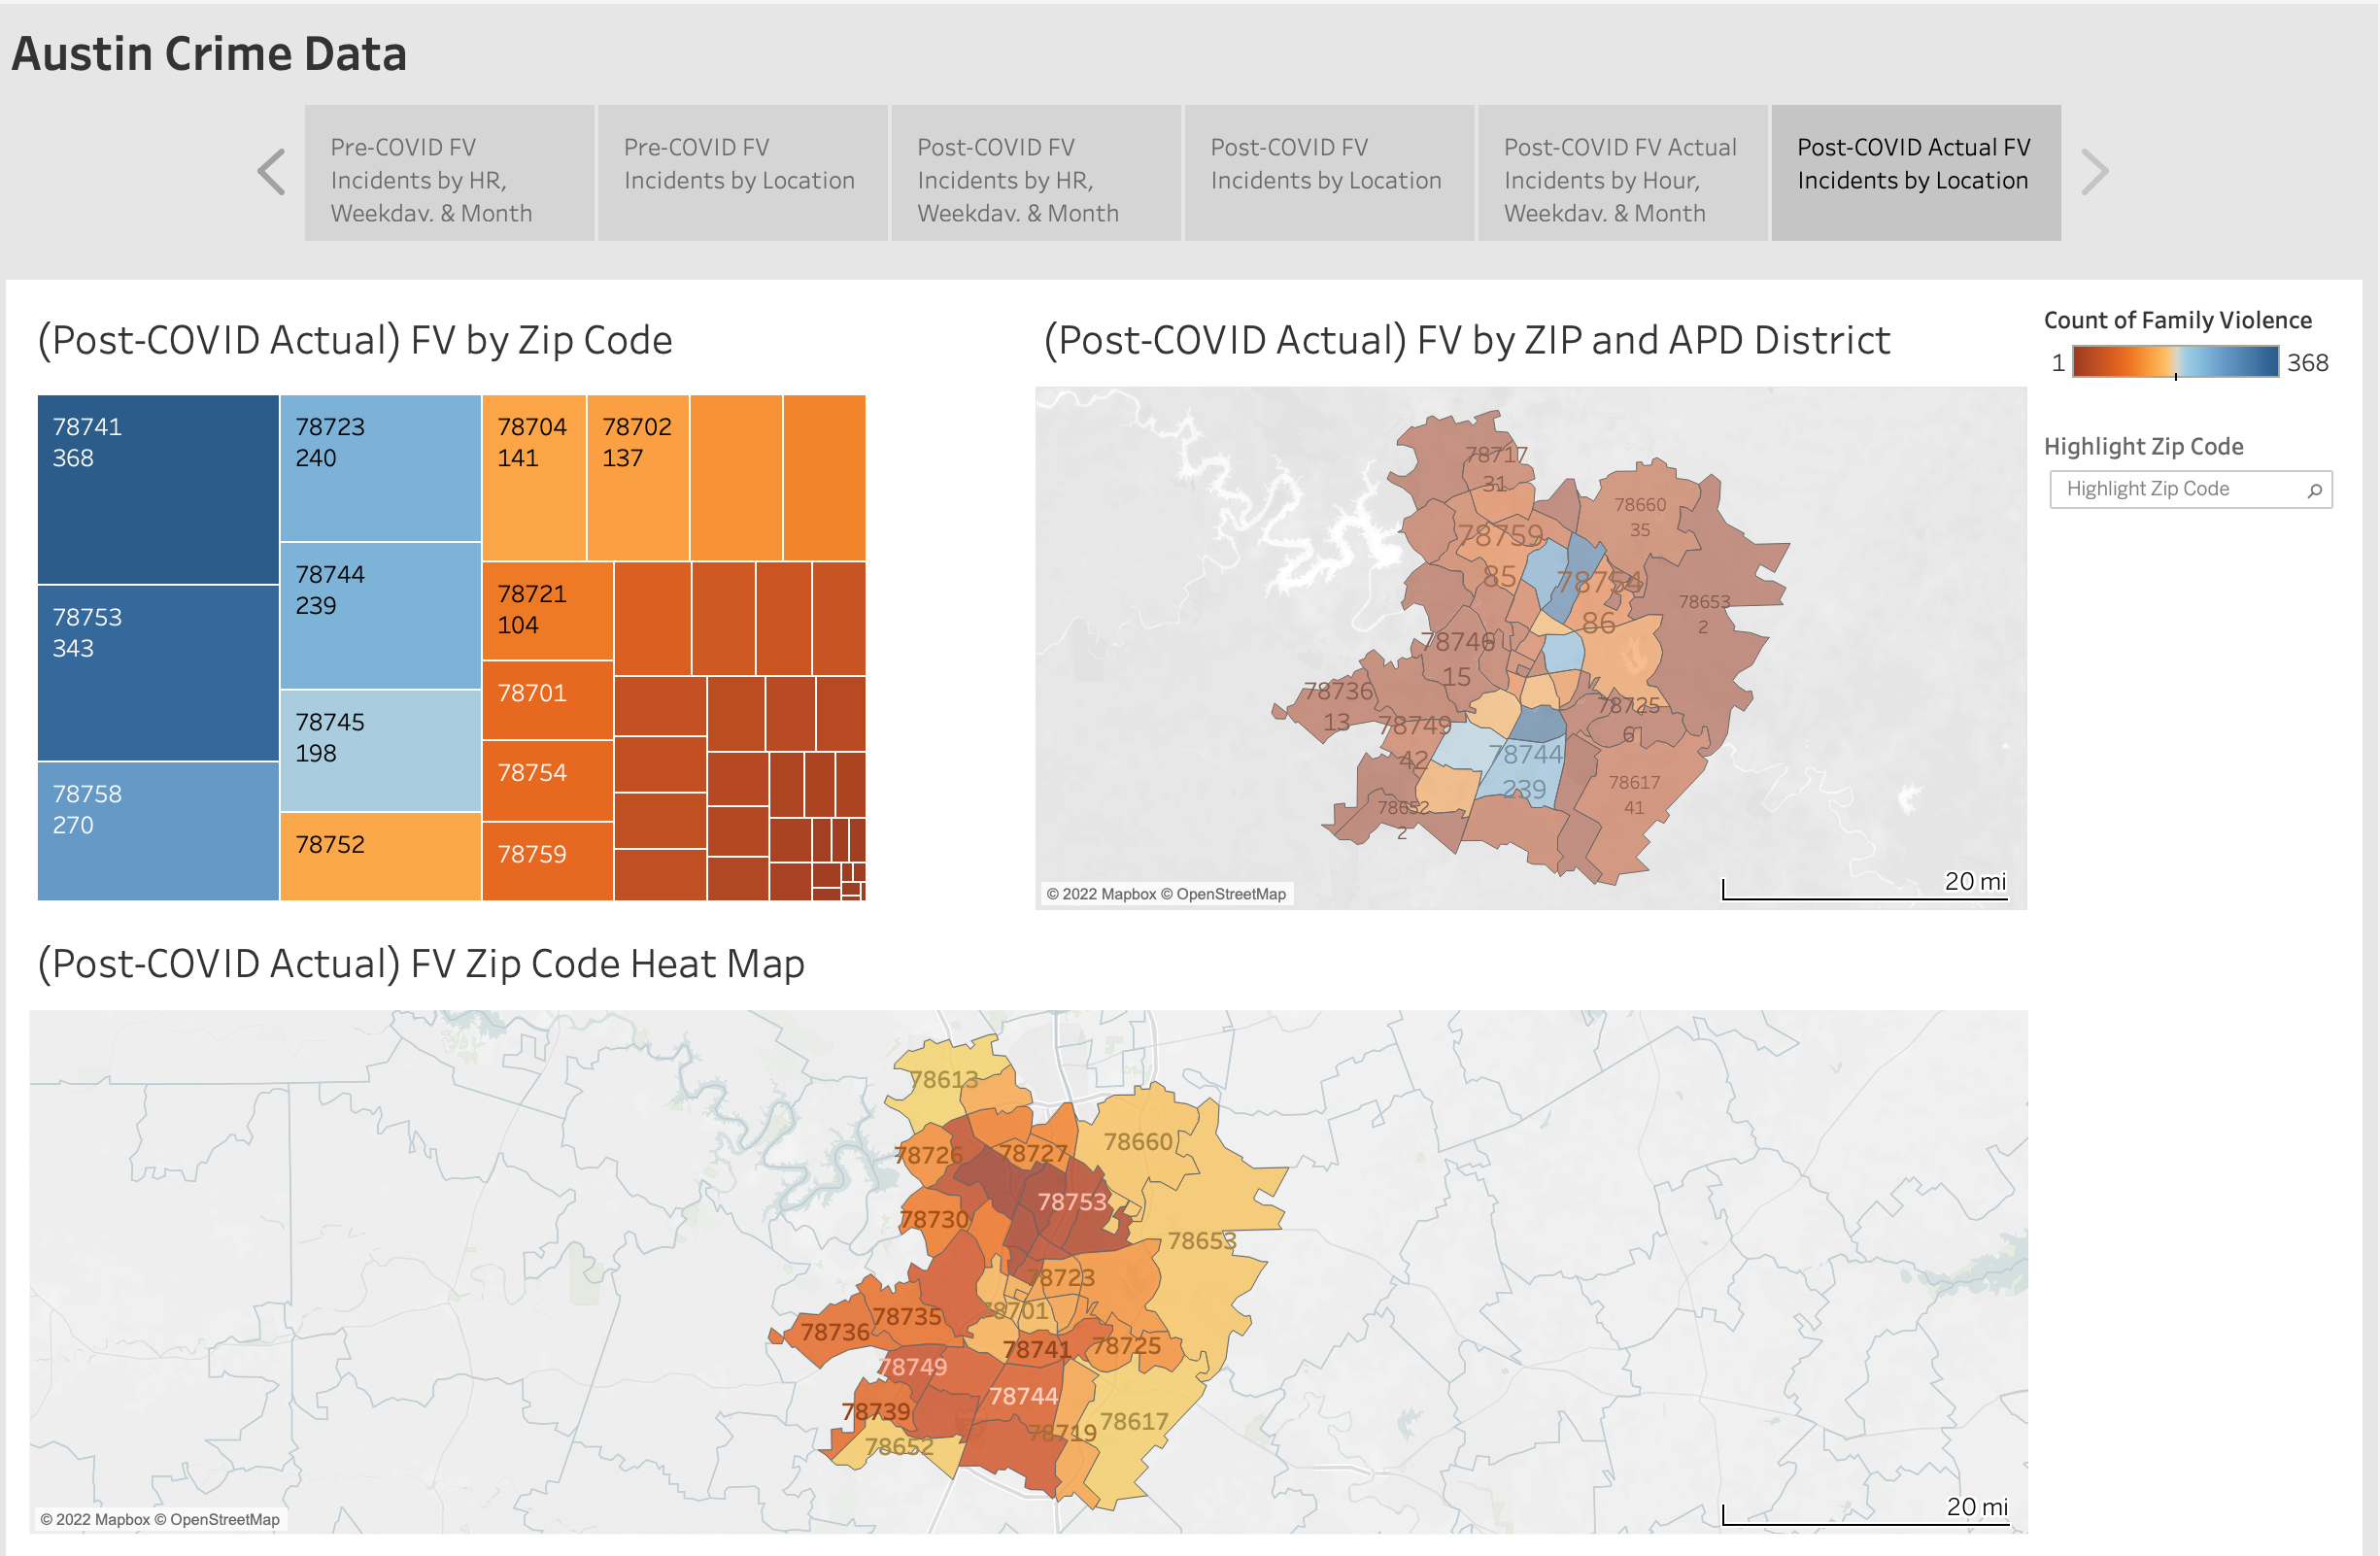 Austin Crime Data
Pre-COVID FV
Incidents by HR,
Weekday, & Month
Pre-COVID FV
Incidents by Location
Post-COVID FV
Incidents by HR,
Weekday, & Month
Post-COVID FV
Incidents by Location
Post-COVID FV Actual
Incidents by Hour,
Weekday, & Month
Post-COVID Actual FV
Incidents by Location
(Post-COVID Actual) FV by Zip Code
78741
368
78753
343
78758
270
78723
240
78744
239
78745
198
78752
78704
141
78702
137
78721
104
78701
78754
78759
(Post-COVID Actual) FV by ZIP and APD District
78717
31
78660
35
78759
85
78754
86
78653
2
78746
15
78736
13
78749
42
78725
6
78744
239
78617
41
78652
2
© 2022 Mapbox © OpenStreetMap
20 mi
Count of Family Violence
1
368
Highlight Zip Code
Highlight Zip Code
(Post-COVID Actual) FV Zip Code Heat Map
78613
78660
78726
78727
78753
78730
78653
78723
78701
78735
78736
78741
78725
78749
78744
78739
78719
78617
78652
© 2022 Mapbox © OpenStreetMap
20 mi